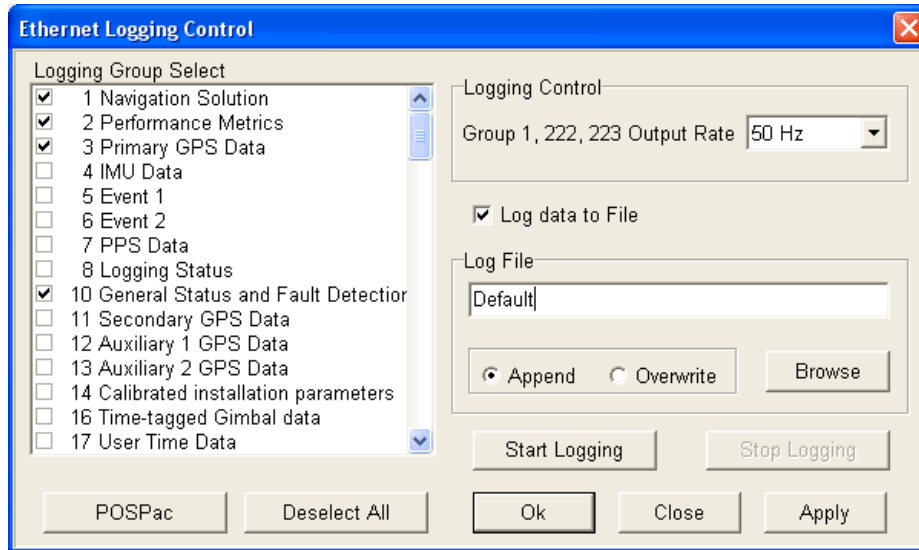 Ethernet Logging Control
Logging Group Select
1 Navigation Solution
2 Performance Metrics
3 Primary GPS Data
4 IMU Data
5 Event 1
6 Event 2
7 PPS Data
8 Logging Status
10 General Status and Fault Detection
11 Secondary GPS Data
12 Auxiliary 1 GPS Data
13 Auxiliary 2 GPS Data
14 Calibrated installation parameters
16 Time-tagged Gimbal data
17 User Time Data
POSPac
Deselect All
Logging Control
Group 1, 222, 223 Output Rate 50 Hz
Log data to File
Log File
Default
Append Overwrite
Browse
Start Logging
Stop Logging
Ok
Close
Apply